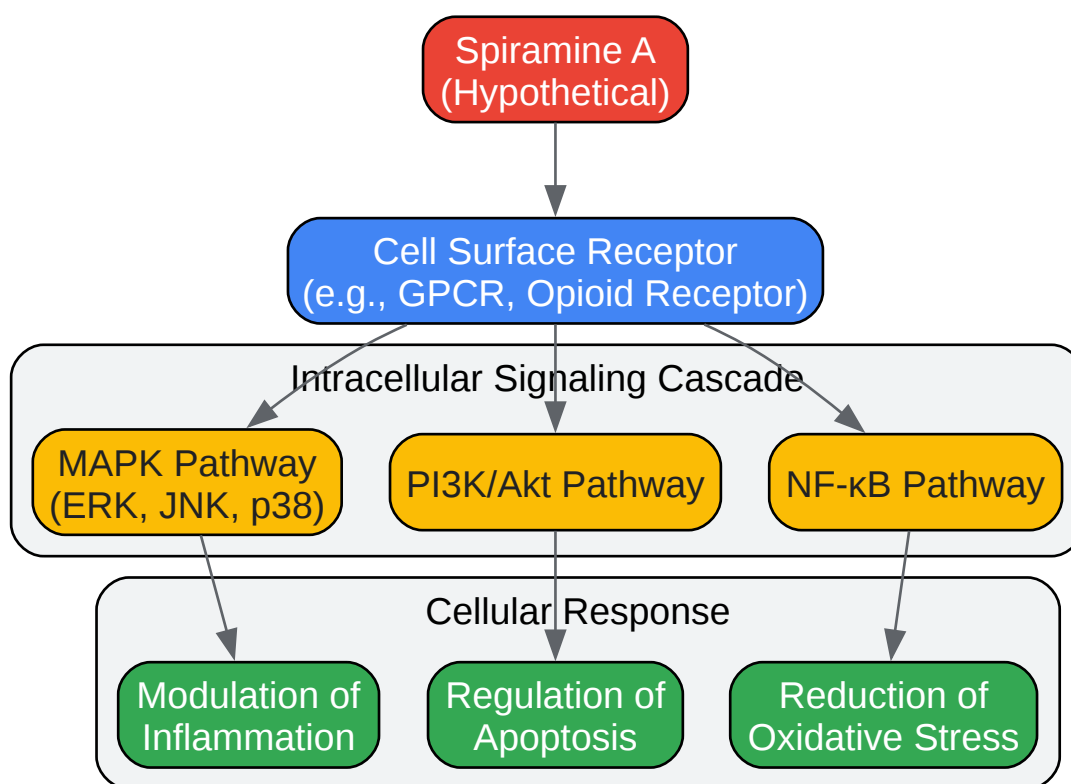 Spiramine A
(Hypothetical)
Cell Surface Receptor
(e.g., GPCR, Opioid Receptor)
Intracellular Signaling Cascade
MAPK Pathway
(ERK, JNK, p38)
PI3K/Akt Pathway
NF-κB Pathway
Cellular Response
Modulation of
Inflammation
Regulation of
Apoptosis
Reduction of
Oxidative Stress